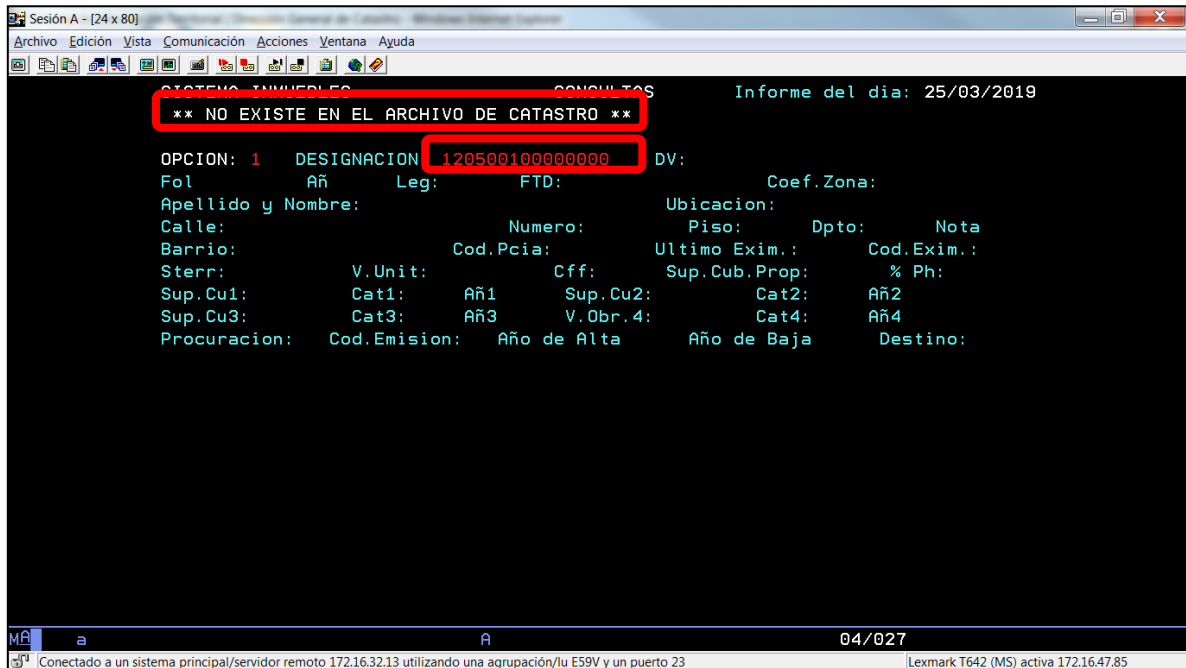 Sesión A - [24 x 80]
Archivo Edición Vista Comunicación Acciones Ventana Ayuda
SISTEMA INMUEBLES CONSULTAS Informe del dia: 25/03/2019
** NO EXISTE EN EL ARCHIVO DE CATASTRO **
OPCION: 1 DESIGNACION 120500100000000 DV:
Fol Añ Leg: FTD: Coef.Zona:
Apellido y Nombre: Ubicacion:
Calle: Numero: Piso: Dpto: Nota
Barrio: Cod.Pcia: Ultimo Exim.: Cod.Exim.:
Sterr: V.Unit: Cff: Sup.Cub.Prop: % Ph:
Sup.Cu1: Cat1: Añ1 Sup.Cu2: Cat2: Añ2
Sup.Cu3: Cat3: Añ3 V.Obr.4: Cat4: Añ4
Procuracion: Cod.Emision: Año de Alta Año de Baja Destino:
MA a A 04/027
Conectado a un sistema principal/servidor remoto 172.16.32.13 utilizando una agrupación/lu E59V y un puerto 23 Lexmark T642 (MS) activa 172.16.47.85